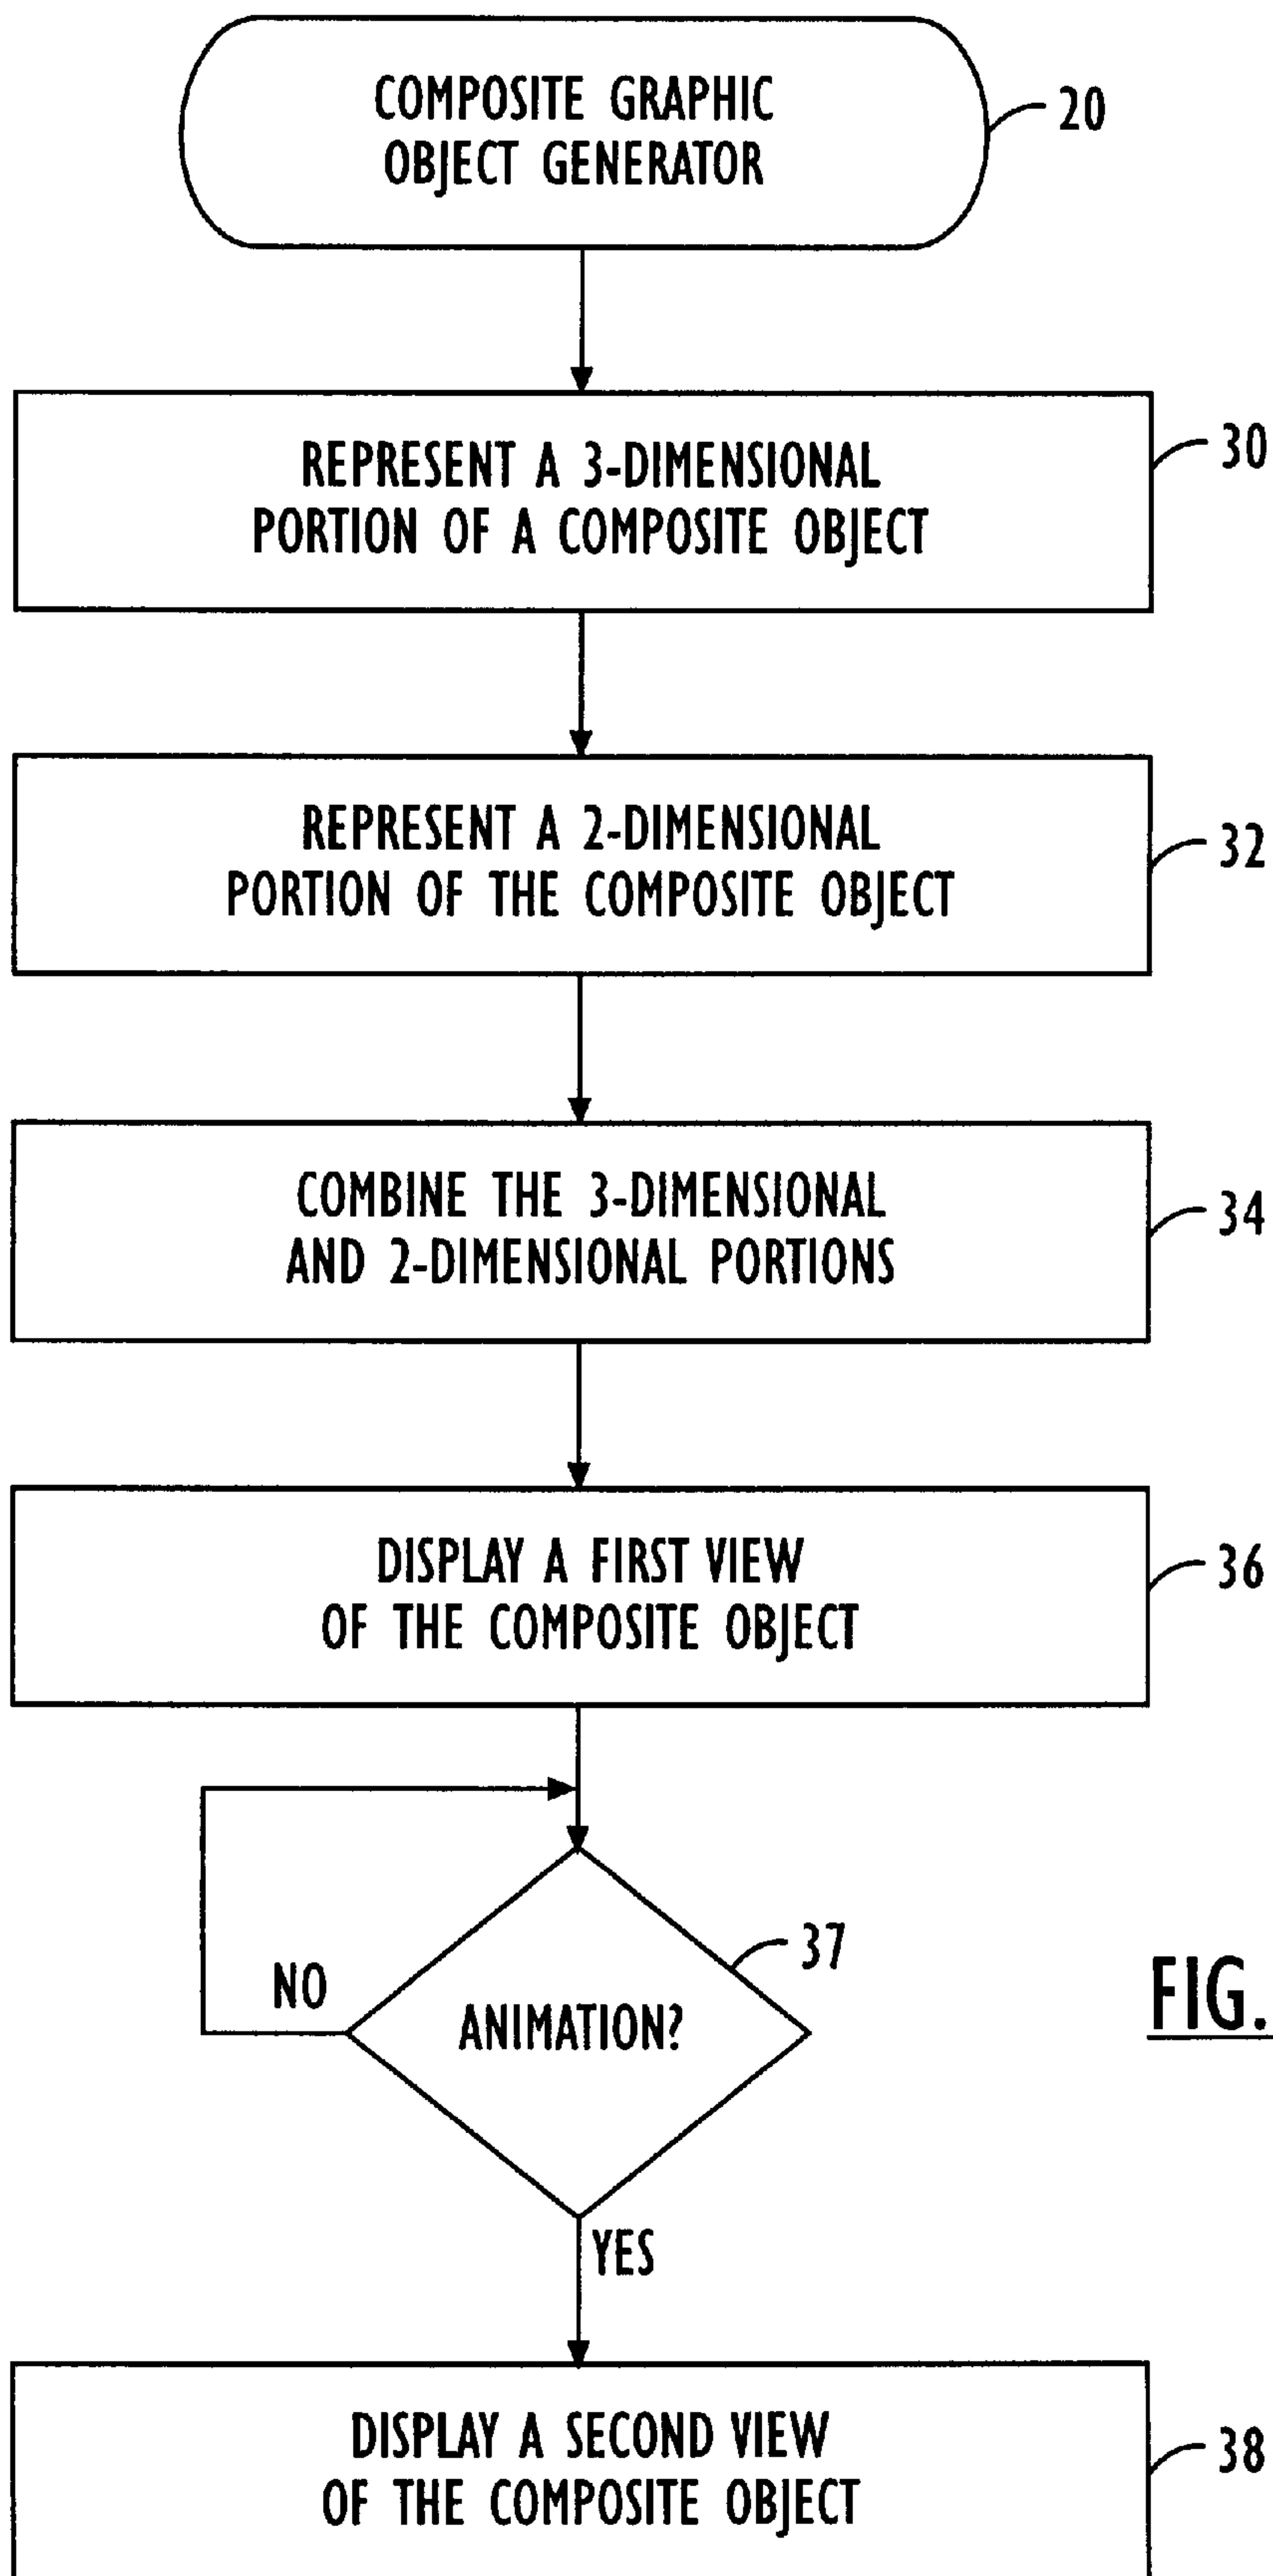 COMPOSITE GRAPHIC
OBJECT GENERATOR
20
REPRESENT A 3-DIMENSIONAL
PORTION OF A COMPOSITE OBJECT
30
REPRESENT A 2-DIMENSIONAL
PORTION OF THE COMPOSITE OBJECT
32
COMBINE THE 3-DIMENSIONAL
AND 2-DIMENSIONAL PORTIONS
34
DISPLAY A FIRST VIEW
OF THE COMPOSITE OBJECT
36
37
NO
ANIMATION?
FIG.
YES
DISPLAY A SECOND VIEW
OF THE COMPOSITE OBJECT
38